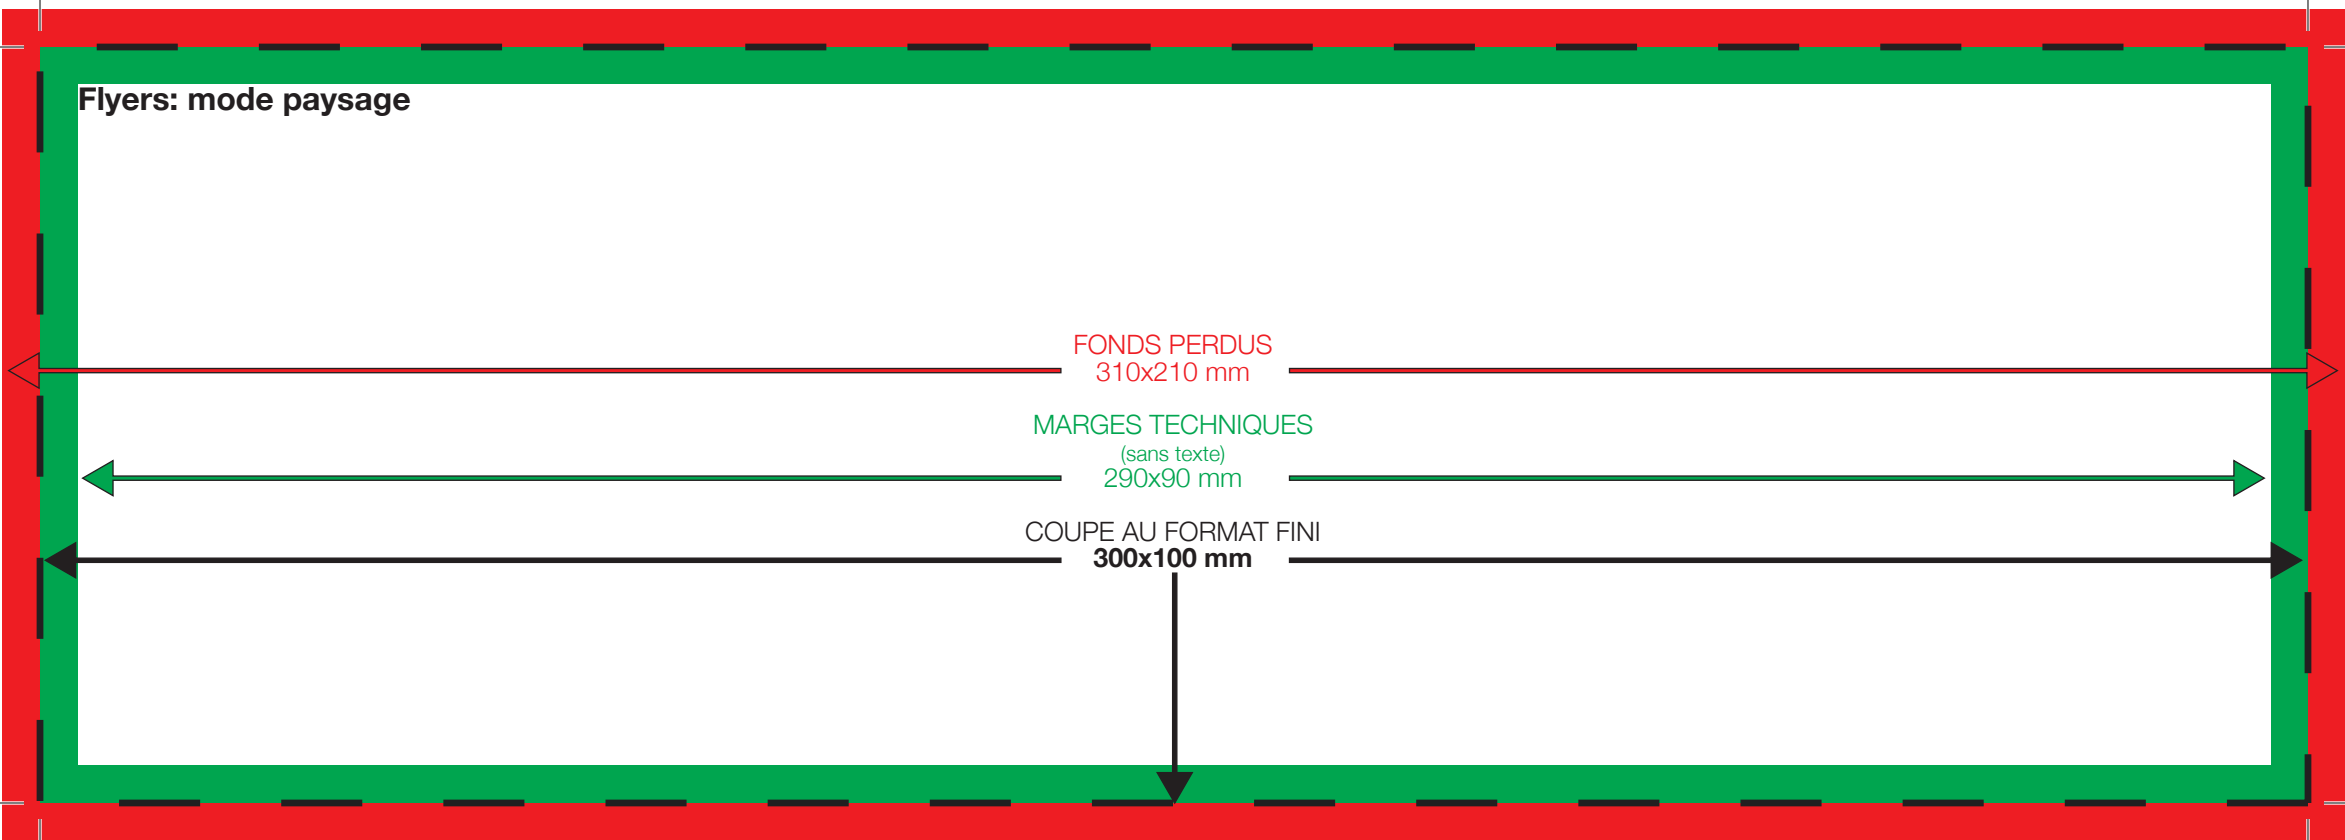 Flyers: mode paysage
FONDS PERDUS
310x210 mm
MARGES TECHNIQUES
(sans texte)
290x90 mm
COUPE AU FORMAT FINI
300x100 mm